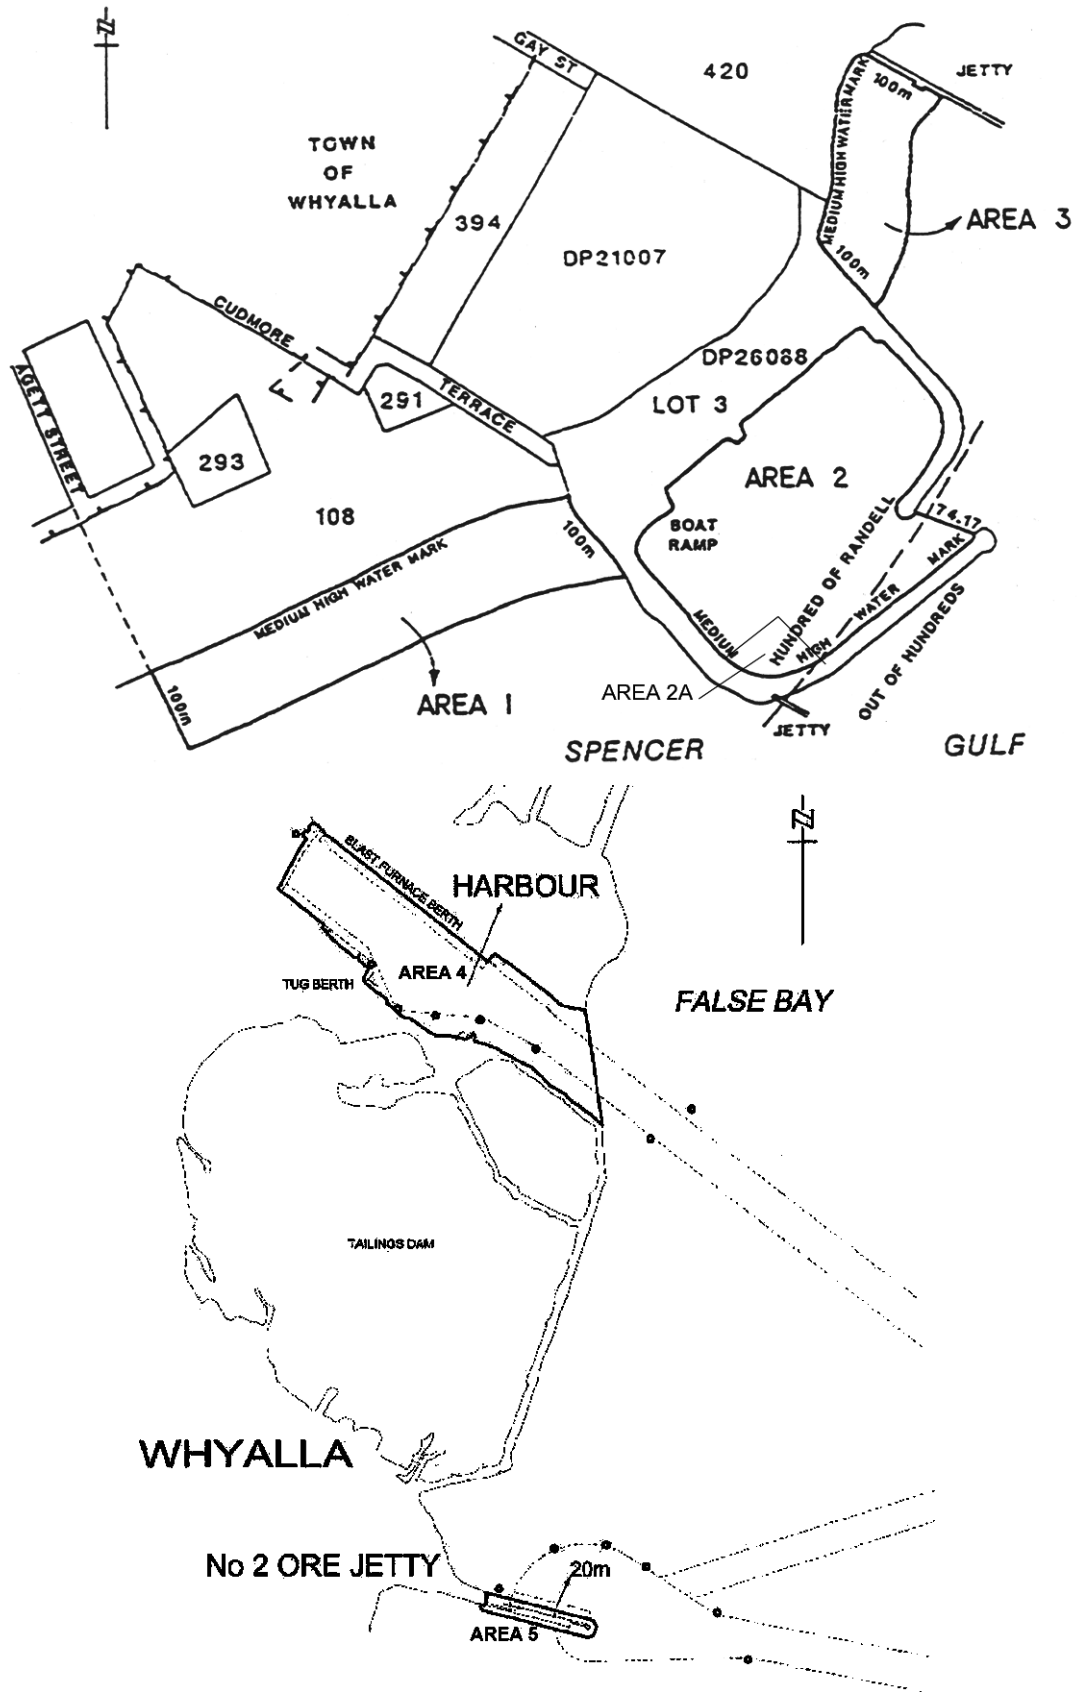 N
GAY ST
420
JETTY
100m
MEDIUM HIGH WATER MARK
TOWN
OF
WHYALLA
394
DP21007
AREA 3
100m
CUDMORE
TERRACE
DP26088
LOT 3
291
AGEYT STREET
293
108
AREA 2
BOAT
RAMP
174.17
100m
MEDIUM HIGH WATER MARK
HUNDRED OF RANDELL
MEDIUM HIGH WATER MARK
OUT OF HUNDREDS
AREA 2A
100m
AREA 1
JETTY
SPENCER GULF
N
BLAST FURNACE BERTH
HARBOUR
AREA 4
TUG BERTH
FALSE BAY
TAILINGS DAM
WHYALLA
No 2 ORE JETTY
20m
AREA 5